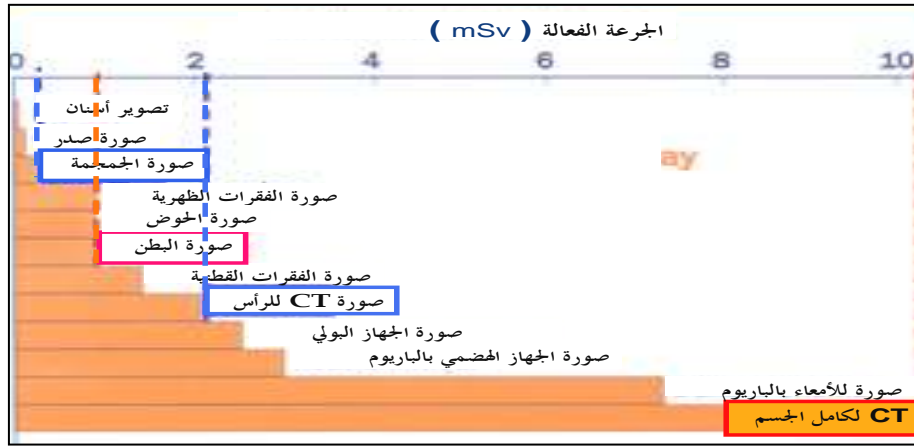 الجرعة الفعالة ( mSv )
0 2 4 6 8 10
تصوير أسنان
صورة صدر
ay
صورة الجمجمة
صورة الفقرات الظهرية
صورة الحوض
صورة البطن
صورة الفقرات القطنية
صورة CT للرأس
صورة الجهاز البولي
صورة الجهاز الهضمي بالباريوم
صورة للأمعاء بالباريوم
CT لكامل الجسم